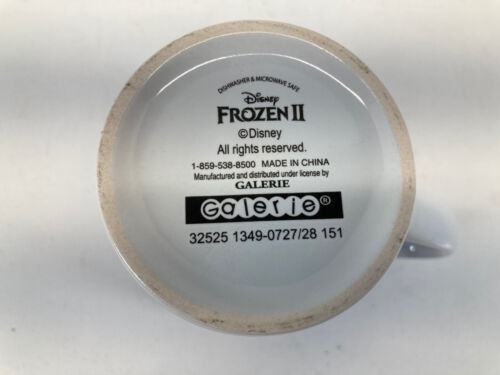 DISHWASHER & MICROWAVE SAFE
Disney
FROZEN II
©Disney
All rights reserved.
1-859-538-8500 MADE IN CHINA
Manufactured and distributed under license by
GALERIE
Galerie®
32525 1349-0727/28 151